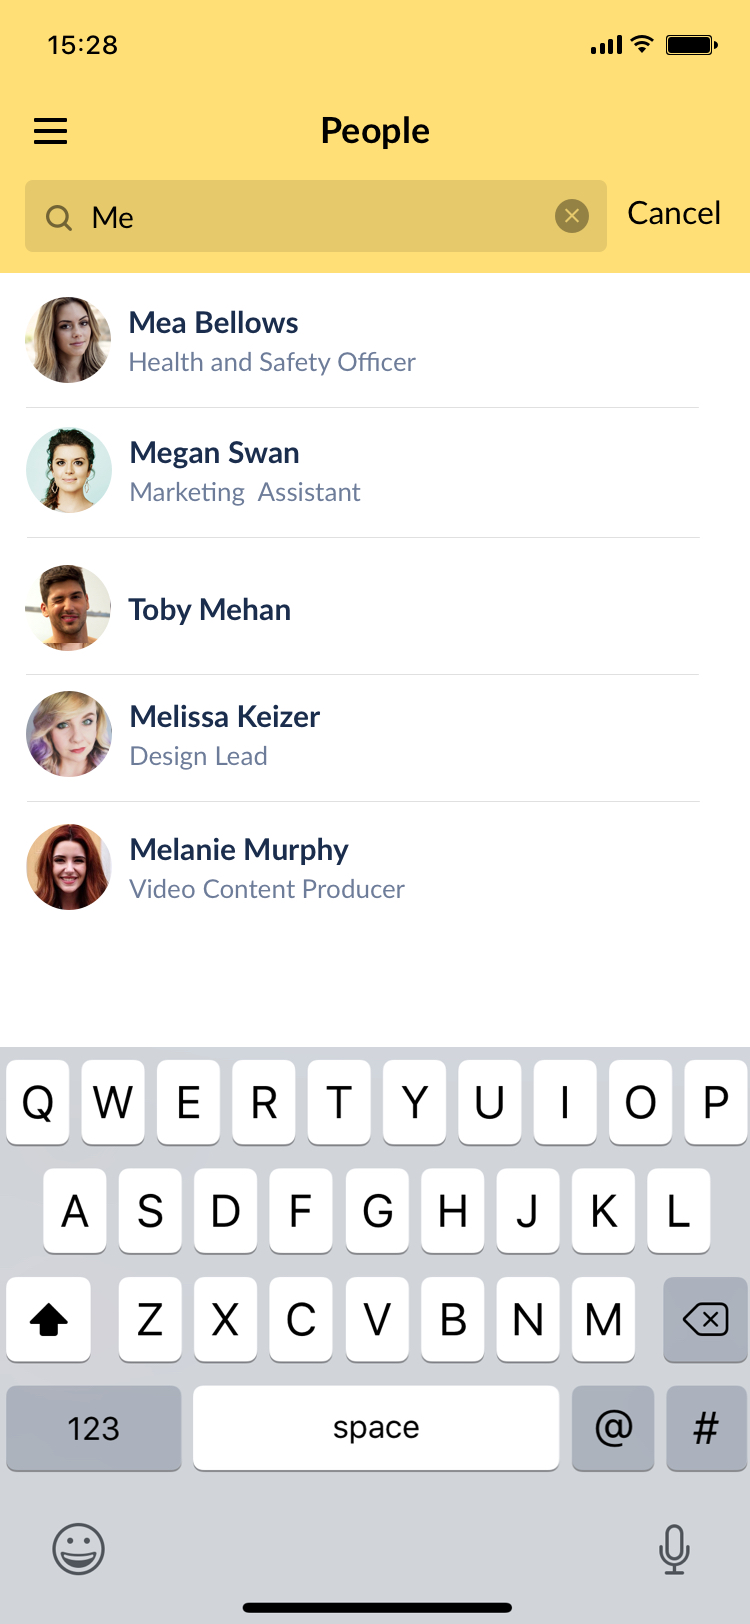 15:28
People
Me
Cancel
Mea Bellows
Health and Safety Officer
Megan Swan
Marketing  Assistant
Toby Mehan
Melissa Keizer
Design Lead
Melanie Murphy
Video Content Producer
Q W E R T Y U I O P
A S D F G H J K L
Z X C V B N M
123 space @ #